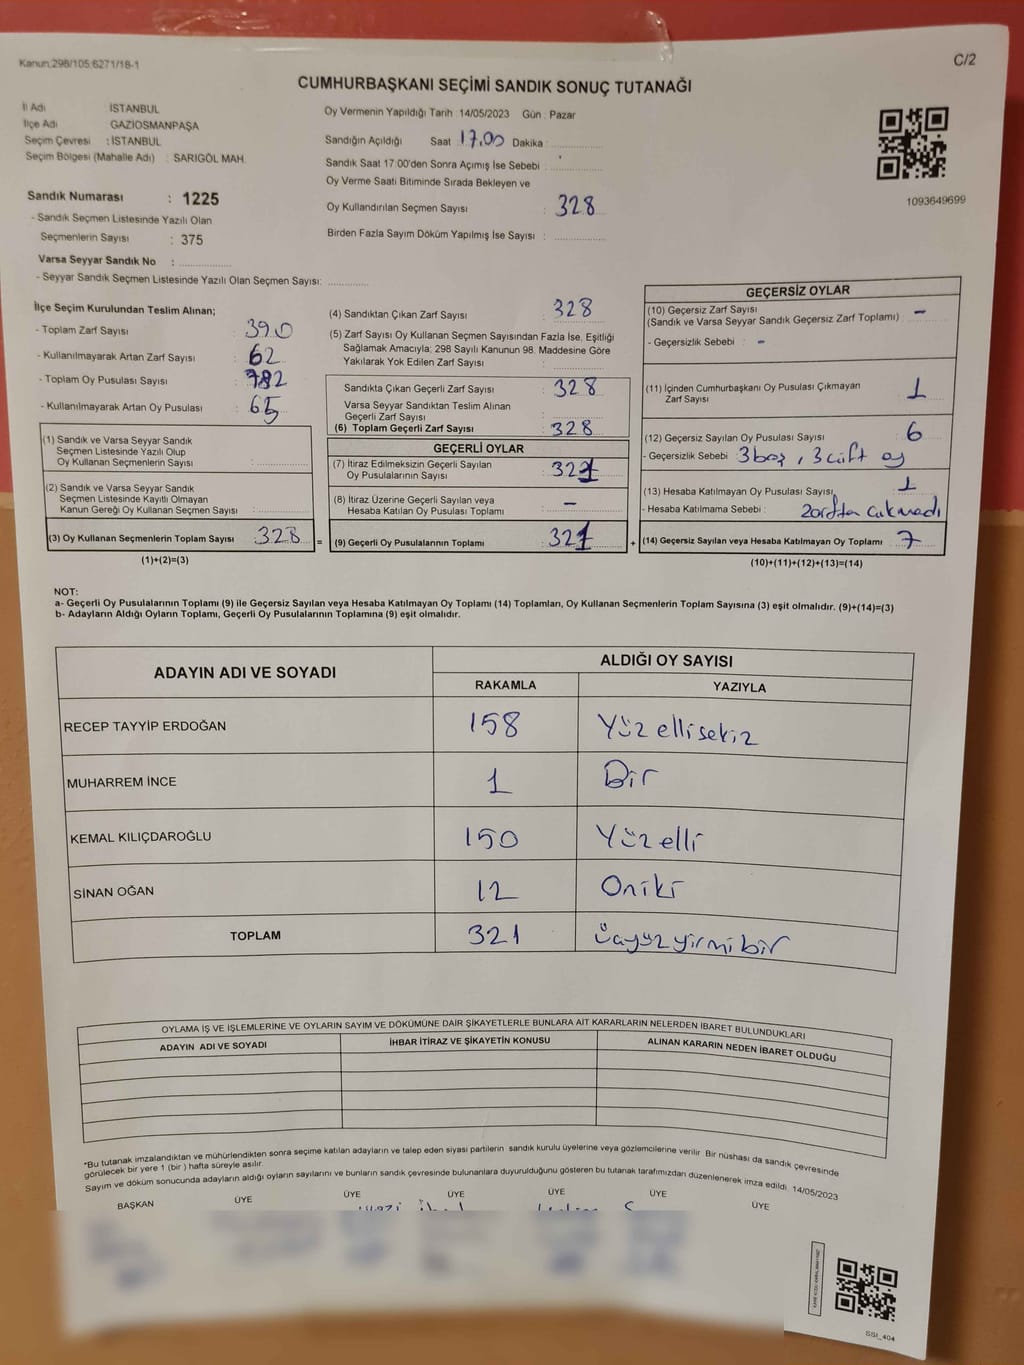 Kanun.298/105;6271/18-1
C/2
CUMHURBAŞKANI SEÇİMİ SANDIK SONUÇ TUTANAĞI
İl Adı : İSTANBUL
İlçe Adı : GAZİOSMANPAŞA
Seçim Çevresi : İSTANBUL
Seçim Bölgesi (Mahalle Adı) : SARIGÖL MAH.
Oy Vermenin Yapıldığı Tarih : 14/05/2023 Gün : Pazar
Sandığın Açıldığı Saat 17.00 Dakika :
Sandık Saat 17:00'den Sonra Açılmış İse Sebebi :
Oy Verme Saati Bitiminde Sırada Bekleyen ve
Oy Kullandırılan Seçmen Sayısı : 328
Birden Fazla Sayım Döküm Yapılmış İse Sayısı :
1093649699
Sandık Numarası : 1225
- Sandık Seçmen Listesinde Yazılı Olan
Seçmenlerin Sayısı : 375
Varsa Seyyar Sandık No :
- Seyyar Sandık Seçmen Listesinde Yazılı Olan Seçmen Sayısı:
İlçe Seçim Kurulundan Teslim Alınan;
- Toplam Zarf Sayısı : 390
- Kullanılmayarak Artan Zarf Sayısı : 62
- Toplam Oy Pusulası Sayısı :
- Kullanılmayarak Artan Oy Pusulası : 65
(1) Sandık ve Varsa Seyyar Sandık
Seçmen Listesinde Yazılı Olup
Oy Kullanan Seçmenlerin Sayısı :
(2) Sandık ve Varsa Seyyar Sandık
Seçmen Listesinde Kayıtlı Olmayan
Kanun Gereği Oy Kullanan Seçmen Sayısı :
(3) Oy Kullanan Seçmenlerin Toplam Sayısı : 328 =
(1)+(2)=(3)
(4) Sandıktan Çıkan Zarf Sayısı : 328
(5) Zarf Sayısı Oy Kullanan Seçmen Sayısından Fazla İse, Eşitliği
Sağlamak Amacıyla; 298 Sayılı Kanunun 98. Maddesine Göre
Yakılarak Yok Edilen Zarf Sayısı :
Sandıkta Çıkan Geçerli Zarf Sayısı : 328
Varsa Seyyar Sandıktan Teslim Alınan
Geçerli Zarf Sayısı :
(6) Toplam Geçerli Zarf Sayısı : 328
GEÇERLİ OYLAR
(7) İtiraz Edilmeksizin Geçerli Sayılan
Oy Pusulalarının Sayısı : 321
(8) İtiraz Üzerine Geçerli Sayılan veya
Hesaba Katılan Oy Pusulası Toplamı : -
(9) Geçerli Oy Pusulalarının Toplamı : 321 +
GEÇERSİZ OYLAR
(10) Geçersiz Zarf Sayısı : -
(Sandık ve Varsa Seyyar Sandık Geçersiz Zarf Toplamı)
- Geçersizlik Sebebi : -
(11) İçinden Cumhurbaşkanı Oy Pusulası Çıkmayan
Zarf Sayısı : 1
(12) Geçersiz Sayılan Oy Pusulası Sayısı : 6
- Geçersizlik Sebebi : 3 boş, 3 çift oy
(13) Hesaba Katılmayan Oy Pusulası Sayısı : 1
- Hesaba Katılmama Sebebi : Zarftan çıkmadı
(14) Geçersiz Sayılan veya Hesaba Katılmayan Oy Toplamı : 7
(10)+(11)+(12)+(13)=(14)
NOT:
a- Geçerli Oy Pusulalarının Toplamı (9) ile Geçersiz Sayılan veya Hesaba Katılmayan Oy Toplamı (14) Toplamları, Oy Kullanan Seçmenlerin Toplam Sayısına (3) eşit olmalıdır. (9)+(14)=(3)
b- Adayların Aldığı Oyların Toplamı, Geçerli Oy Pusulalarının Toplamına (9) eşit olmalıdır.
ADAYIN ADI VE SOYADI
ALDIĞI OY SAYISI
RAKAMLA YAZIYLA
RECEP TAYYİP ERDOĞAN 158 Yüz ellisekiz
MUHARREM İNCE 1 Bir
KEMAL KILIÇDAROĞLU 150 Yüz elli
SİNAN OĞAN 12 Oniki
TOPLAM 321 üçyüz yirmi bir
OYLAMA İŞ VE İŞLEMLERİNE VE OYLARIN SAYIM VE DÖKÜMÜNE DAİR ŞİKAYETLERLE BUNLARA AİT KARARLARIN NELERDEN İBARET BULUNDUKLARI
ADAYIN ADI VE SOYADI İHBAR İTİRAZ VE ŞİKAYETİN KONUSU ALINAN KARARIN NEDEN İBARET OLDUĞU
*Bu tutanak imzalandıktan ve mühürlendikten sonra seçime katılan adayların ve talep eden siyasi partilerin sandık kurulu üyelerine veya gözlemcilerine verilir. Bir nüshası da sandık çevresinde
görülecek bir yere 1 (bir) hafta süreyle asılır.
Sayım ve döküm sonucunda adayların aldığı oyların sayılarını ve bunların sandık çevresinde bulunanlara duyurulduğunu gösteren bu tutanak tarafımızdan düzenlenerek imza edildi. 14/05/2023
BAŞKAN ÜYE ÜYE ÜYE ÜYE ÜYE ÜYE
SSI_404